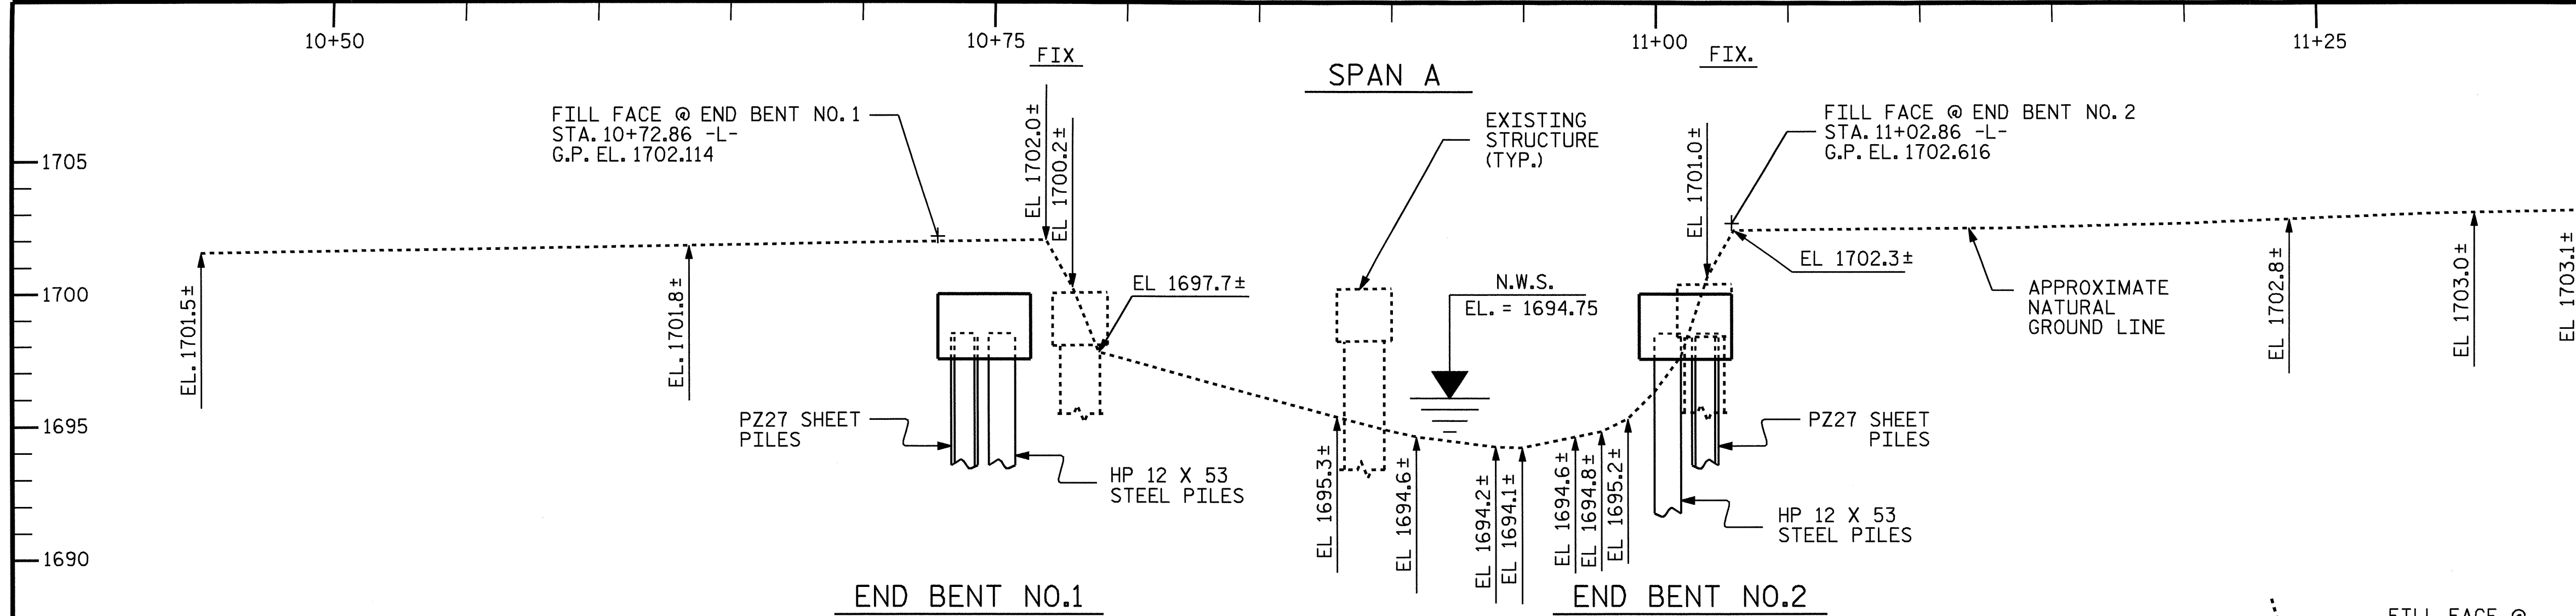 10+50
10+75
11+00
11+25
FIX
FIX.
SPAN A
FILL FACE @ END BENT NO. 1
STA. 10+72.86 -L-
G.P. EL. 1702.114
EL 1702.0±
EL 1700.2±
EXISTING
STRUCTURE
(TYP.)
EL 1701.0±
FILL FACE @ END BENT NO. 2
STA. 11+02.86 -L-
G.P. EL. 1702.616
1705
1700
1695
1690
EL. 1701.5±
EL. 1701.8±
EL 1697.7±
N.W.S.
EL. = 1694.75
EL 1702.3±
APPROXIMATE
NATURAL
GROUND LINE
EL 1702.8±
EL 1703.0±
EL 1703.1±
PZ27 SHEET
PILES
HP 12 X 53
STEEL PILES
EL 1695.3±
EL 1694.6±
EL 1694.2±
EL 1694.1±
EL 1694.6±
EL 1694.8±
EL 1695.2±
PZ27 SHEET
PILES
HP 12 X 53
STEEL PILES
END BENT NO.1
END BENT NO.2
FILL FACE @